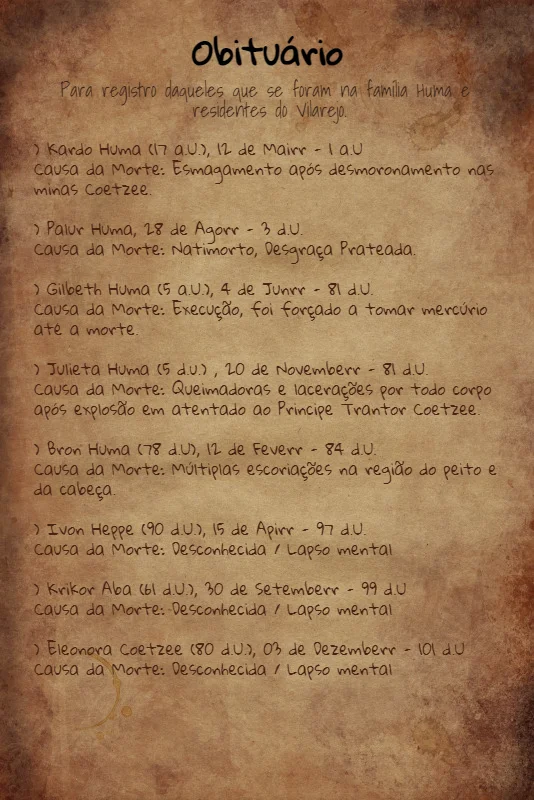 Obituário
Para registro daqueles que se foram na família Huma e
residentes do Vilarejo.
) Kardo Huma (17 a.U.), 12 de Mairr - 1 a.U
Causa da Morte: Esmagamento após desmoronamento nas
minas Coetzee.
) Palur Huma, 28 de Agorr - 3 d.U.
Causa da Morte: Natimorto, Desgraça Prateada.
) Gilbeth Huma (5 a.U.), 4 de Junrr - 81 d.U.
Causa da Morte: Execução, foi forçado a tomar mercúrio
até a morte.
) Julieta Huma (5 d.U.) , 20 de Novemberr - 81 d.U.
Causa da Morte: Queimadoras e lacerações por todo corpo
após explosão em atentado ao Principe Trantor Coetzee.
) Bron Huma (78 d.U), 12 de Feverr - 84 d.U.
Causa da Morte: Múltiplas escoriações na região do peito e
da cabeça.
) Ivon Heppe (90 d.U.), 15 de Apirr - 97 d.U.
Causa da Morte: Desconhecida / Lapso mental
) Krikor Aba (61 d.U.), 30 de Setemberr - 99 d.U
Causa da Morte: Desconhecida / Lapso mental
) Eleonora Coetzee (80 d.U.), 03 de Dezemberr - 101 d.U
Causa da Morte: Desconhecida / Lapso mental